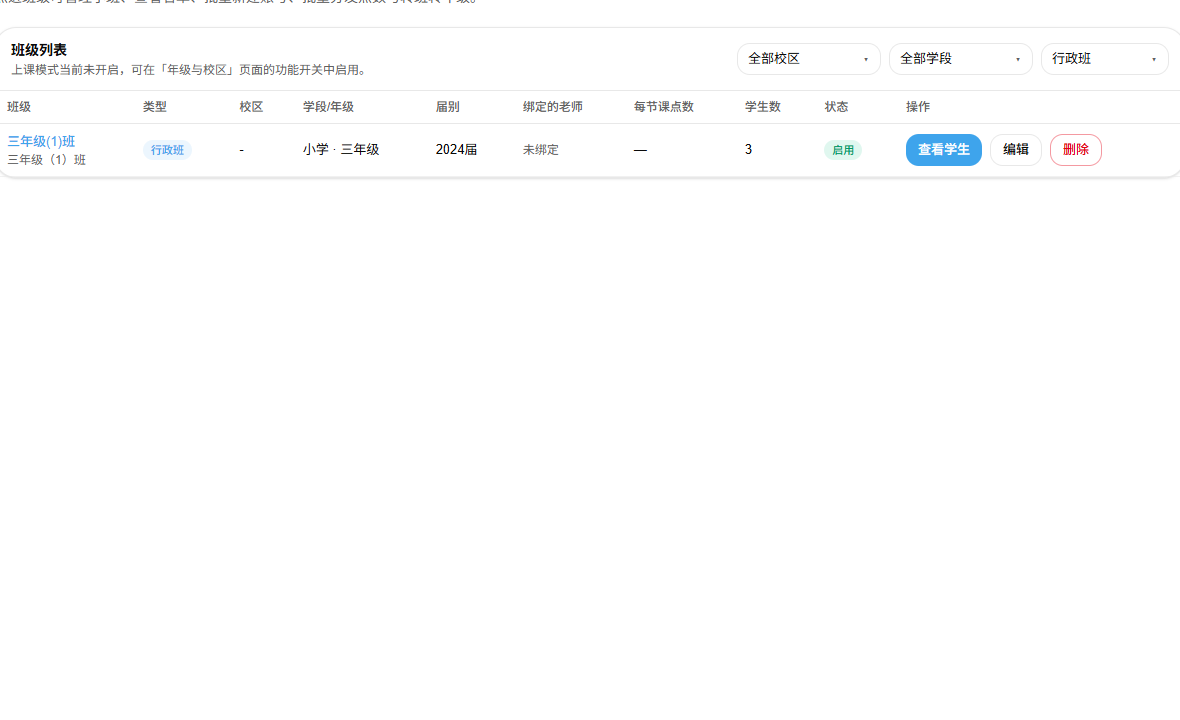 班级列表
上课模式当前未开启，可在「年级与校区」页面的功能开关中启用。
全部校区 全部学段 行政班
班级 类型 校区 学段/年级 届别 绑定的老师 每节课点数 学生数 状态 操作
三年级(1)班
三年级（1）班
行政班 - 小学 · 三年级 2024届 未绑定 — 3 启用 查看学生 编辑 删除